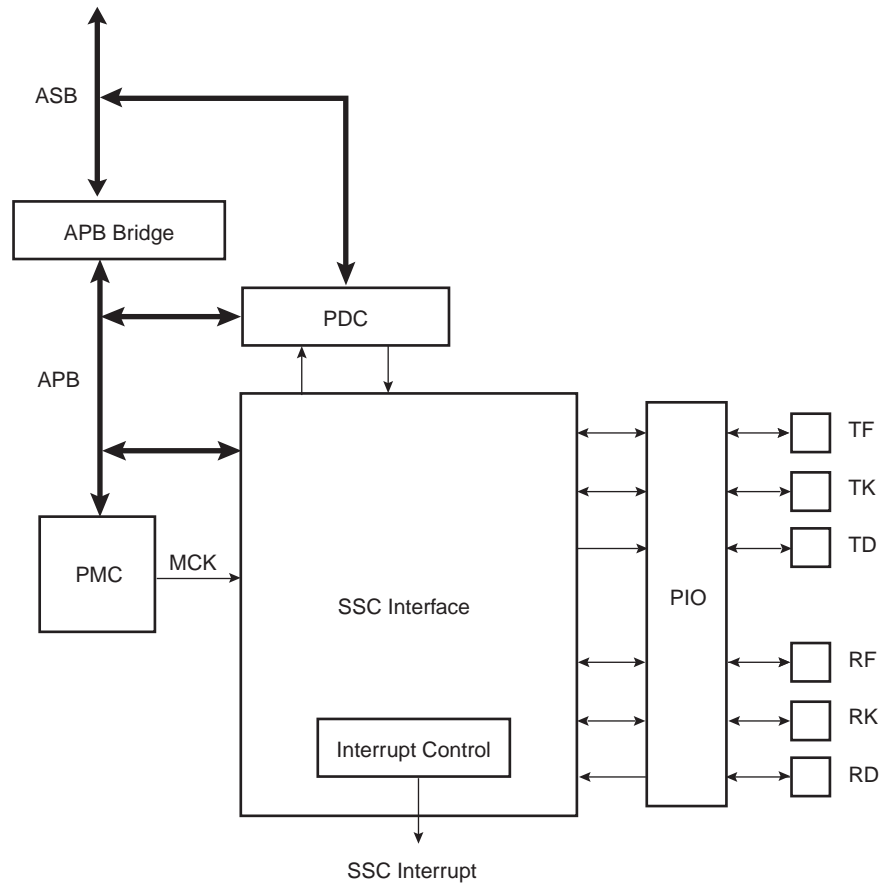 ASB
APB Bridge
PDC
APB
TF
TK
TD
PMC
MCK
SSC Interface
PIO
RF
RK
RD
Interrupt Control
SSC Interrupt